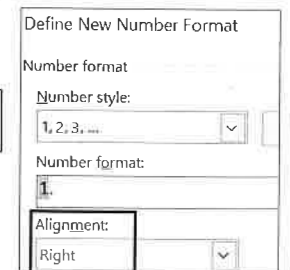 Define New Number Format
Number format
Number style:
1, 2, 3, ...
Number format:
1.
Alignment:
Right